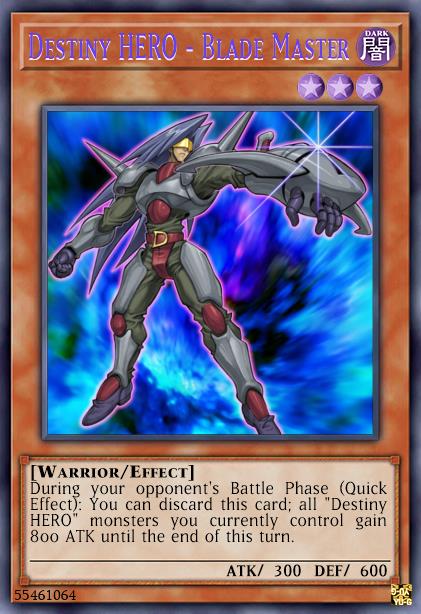 DESTINY HERO - BLADE MASTER
DARK
闇
[WARRIOR/EFFECT]
During your opponent's Battle Phase (Quick
Effect): You can discard this card; all "Destiny
HERO" monsters you currently control gain
800 ATK until the end of this turn.
ATK/ 300 DEF/ 600
55461064